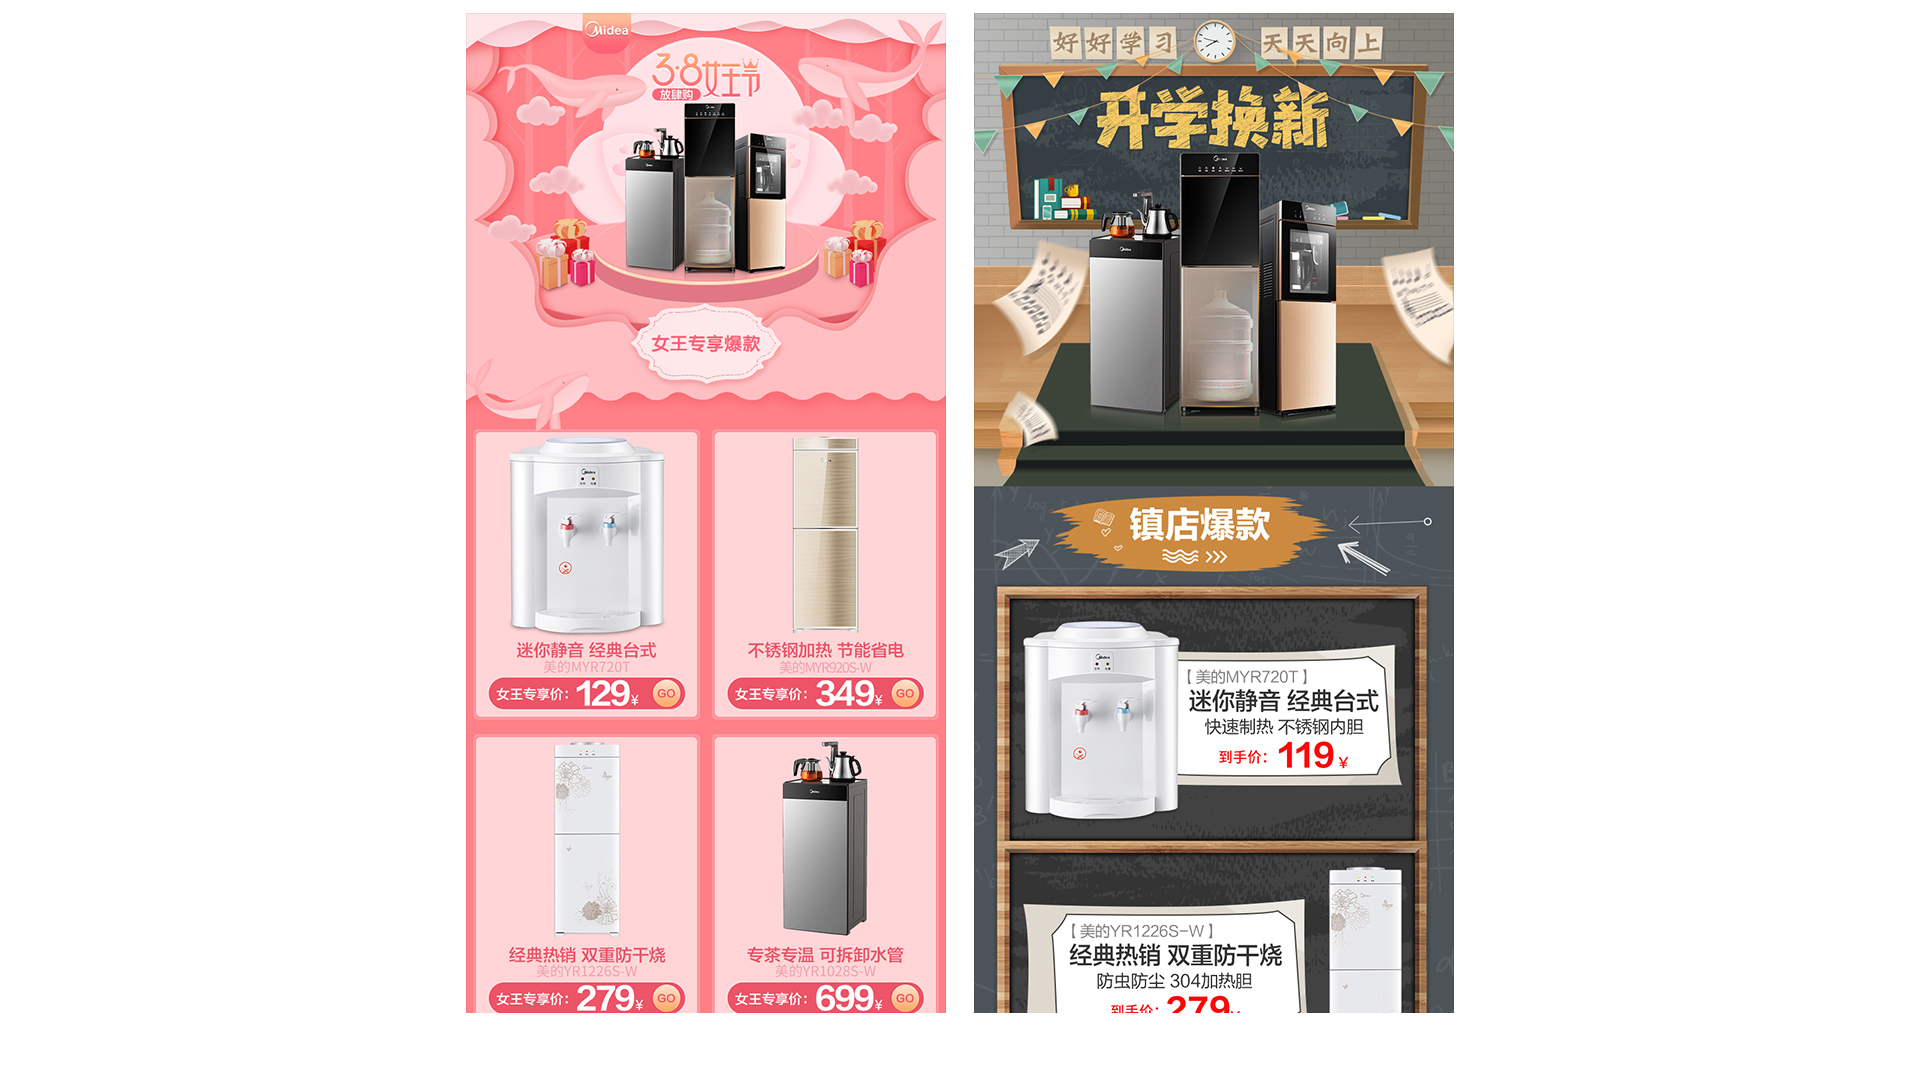 Midea
3·8女王节
放肆购
女王专享爆款
迷你静音 经典台式
美的MYR720T
女王专享价：129¥ GO
不锈钢加热 节能省电
美的MYR920S-W
女王专享价：349¥ GO
经典热销 双重防干烧
美的YR1226S-W
女王专享价：279¥ GO
专茶专温 可拆卸水管
美的YR1028S-W
女王专享价：699¥ GO
好好学习 天天向上
开学换新
镇店爆款
【美的MYR720T】
迷你静音 经典台式
快速制热 不锈钢内胆
到手价：119¥
【美的YR1226S-W】
经典热销 双重防干烧
防虫防尘 304加热胆
到手价：279¥